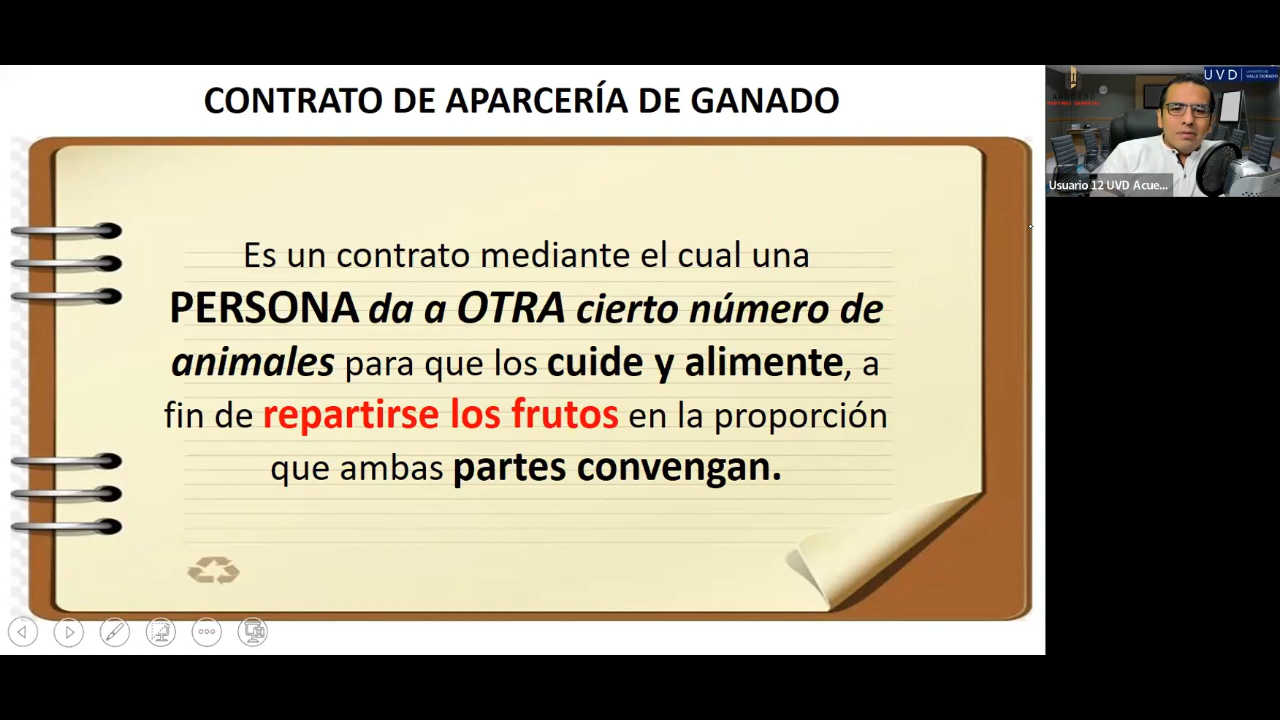 CONTRATO DE APARCERÍA DE GANADO
Es un contrato mediante el cual una
PERSONA da a OTRA cierto número de
animales para que los cuide y alimente, a
fin de repartirse los frutos en la proporción
que ambas partes convengan.
UVD
Usuario 12 UVD Acue...